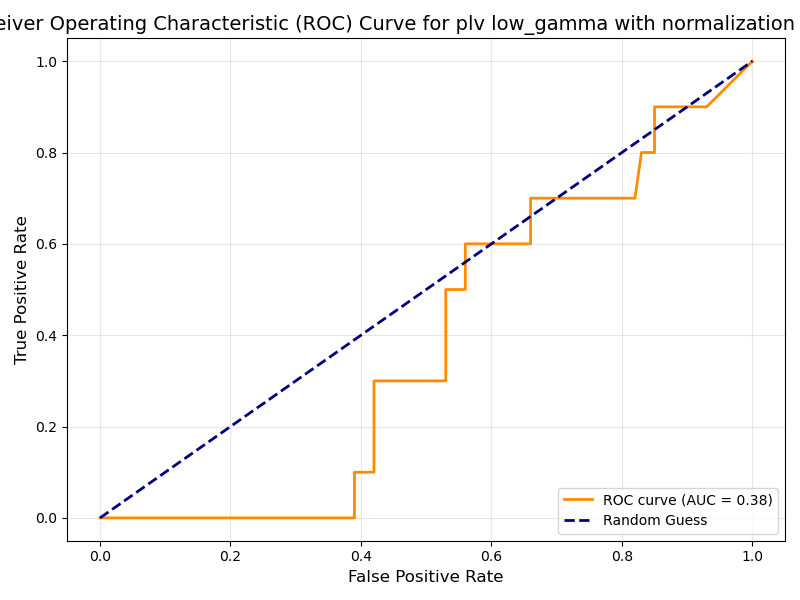 eiver Operating Characteristic (ROC) Curve for plv low_gamma with normalization
1.0
0.8
0.6
0.4
0.2
0.0
True Positive Rate
0.0 0.2 0.4 0.6 0.8 1.0
False Positive Rate
ROC curve (AUC = 0.38)
Random Guess